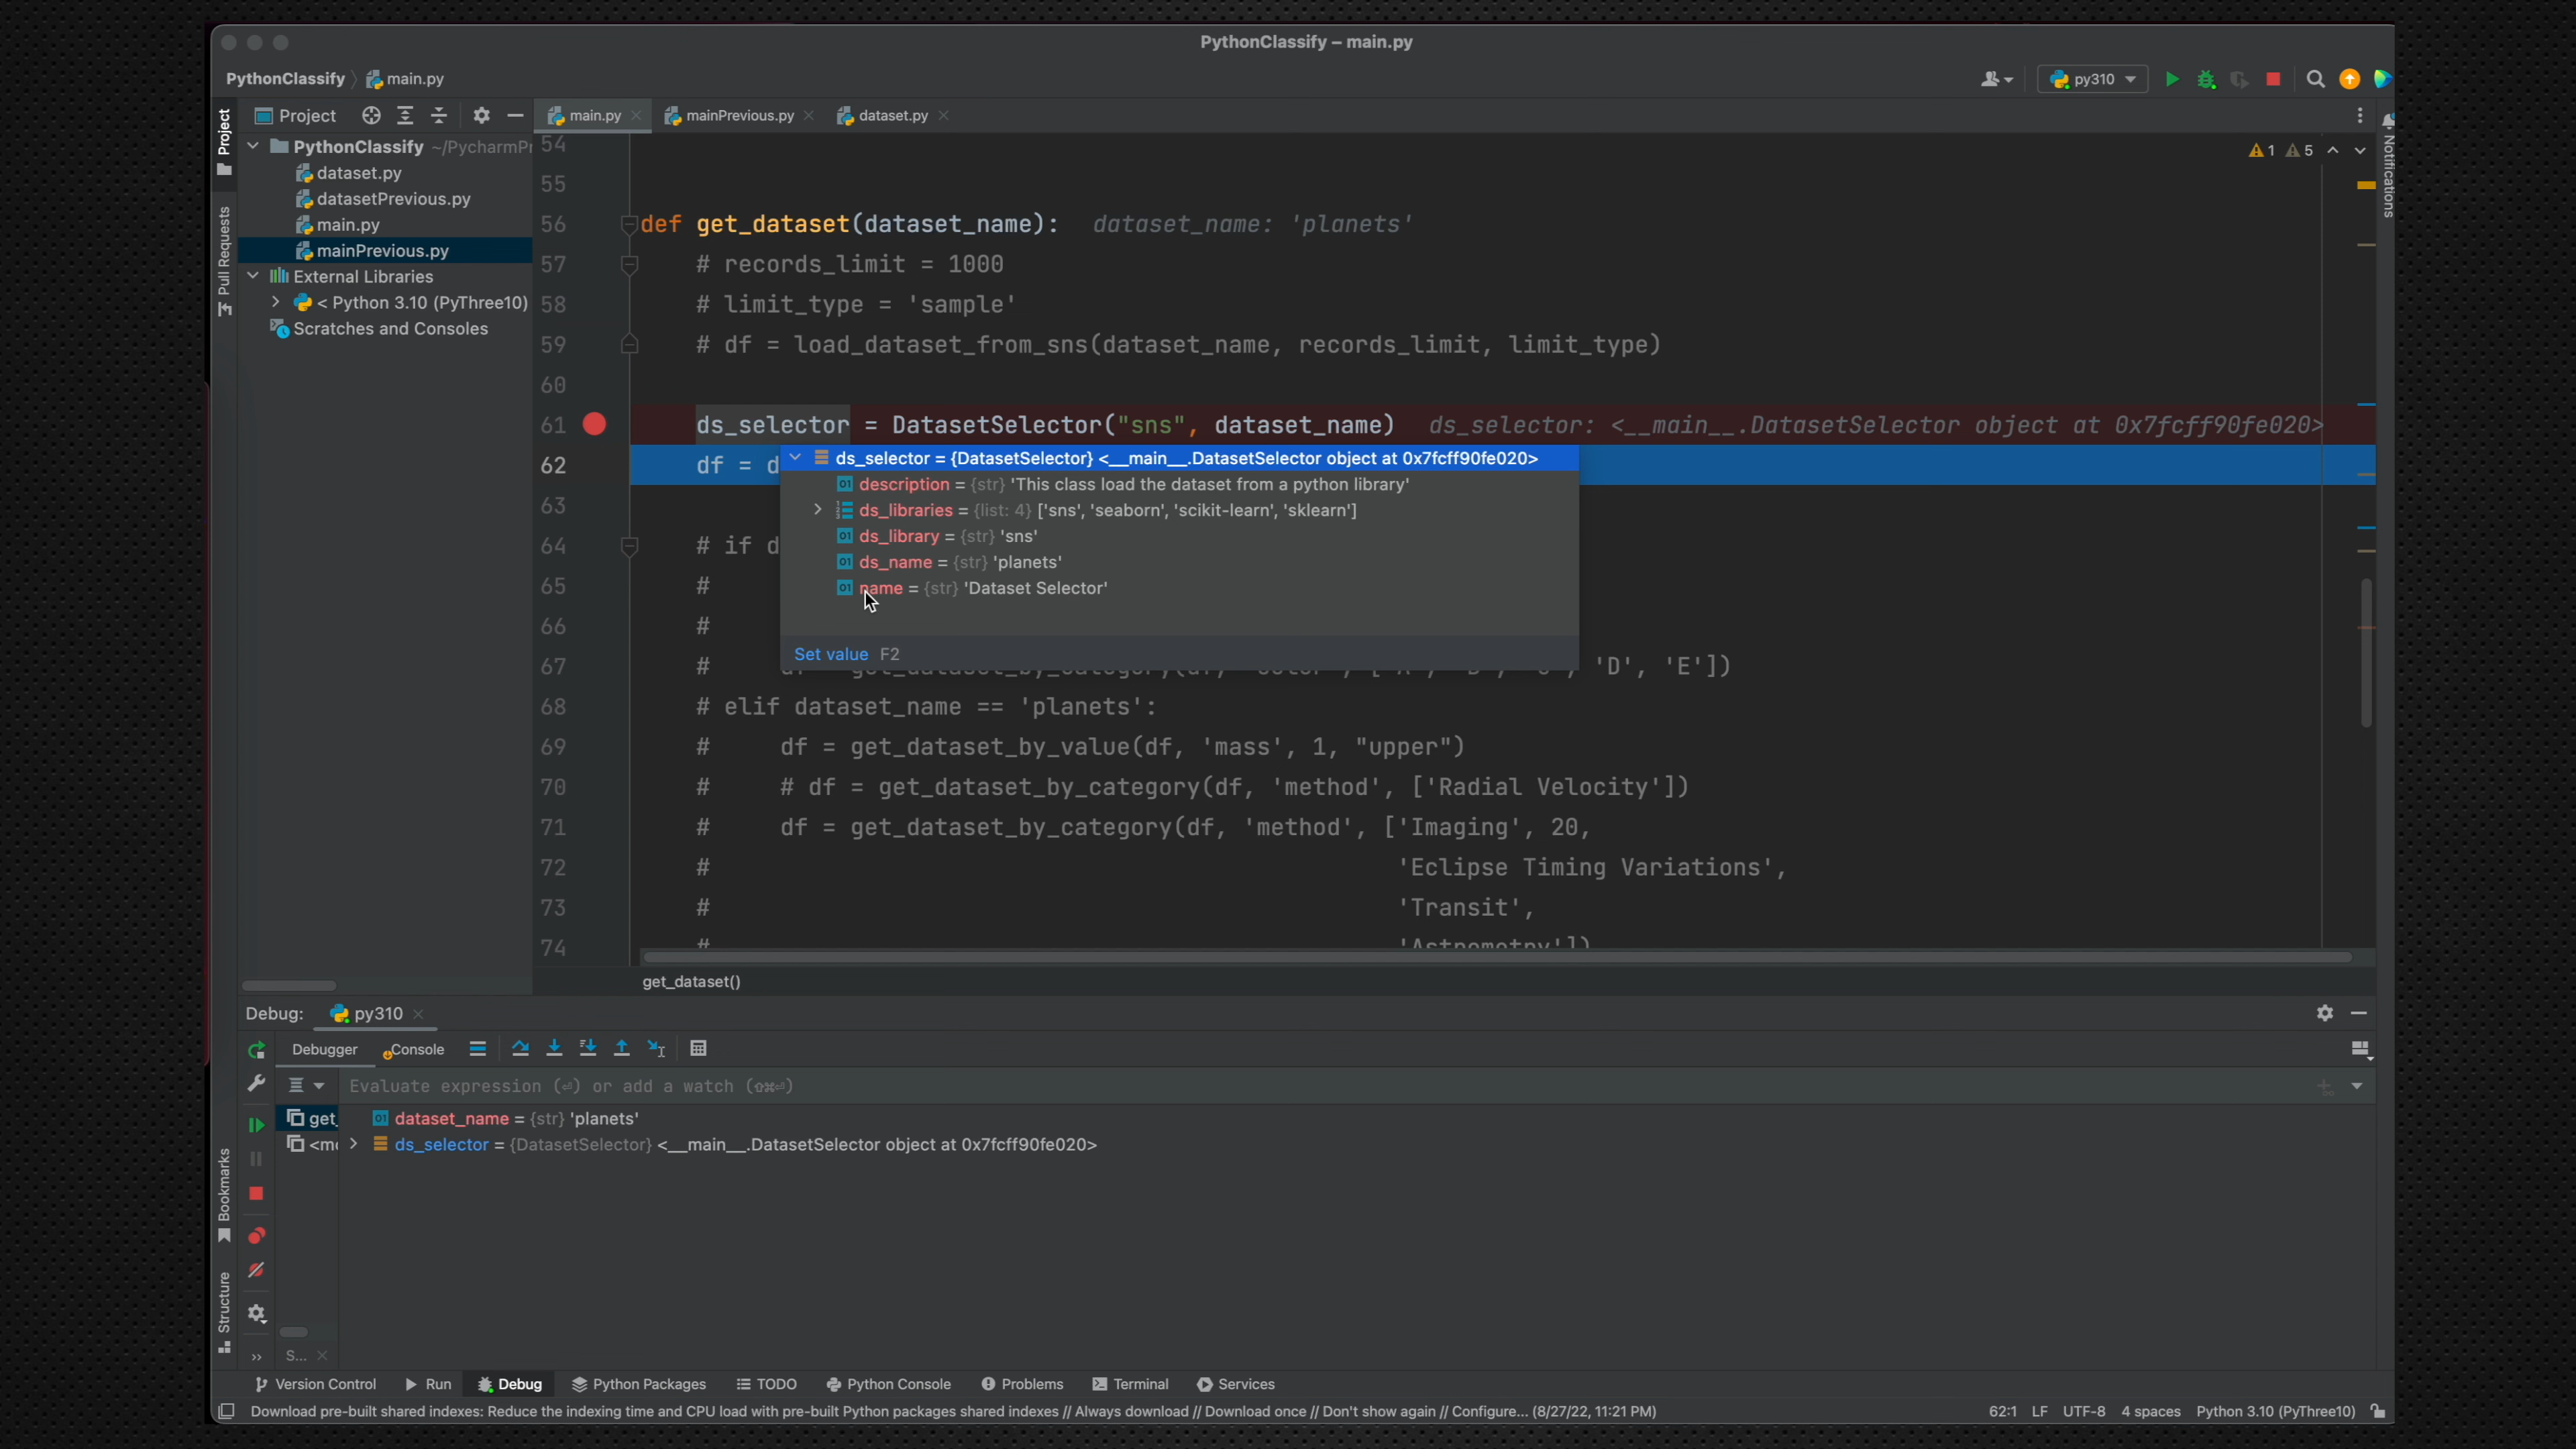 PythonClassify – main.py
PythonClassify
main.py
py310
Project
Project
main.py
mainPrevious.py
dataset.py
PythonClassify ~/PycharmPr
dataset.py
datasetPrevious.py
main.py
mainPrevious.py
External Libraries
< Python 3.10 (PyThree10)
Scratches and Consoles
Pull Requests
Bookmarks
Structure
Notifications
1 5
54
55
56 def get_dataset(dataset_name): dataset_name: 'planets'
57 # records_limit = 1000
58 # limit_type = 'sample'
59 # df = load_dataset_from_sns(dataset_name, records_limit, limit_type)
60
61 ds_selector = DatasetSelector("sns", dataset_name) ds_selector: <__main__.DatasetSelector object at 0x7fcff90fe020>
62 df = d
ds_selector = {DatasetSelector} <__main__.DatasetSelector object at 0x7fcff90fe020>
description = {str} 'This class load the dataset from a python library'
ds_libraries = {list: 4} ['sns', 'seaborn', 'scikit-learn', 'sklearn']
ds_library = {str} 'sns'
ds_name = {str} 'planets'
name = {str} 'Dataset Selector'
Set value F2
63
64 # if d
65 #
66 #
67 # 'D', 'E'])
68 # elif dataset_name == 'planets':
69 # df = get_dataset_by_value(df, 'mass', 1, "upper")
70 # # df = get_dataset_by_category(df, 'method', ['Radial Velocity'])
71 # df = get_dataset_by_category(df, 'method', ['Imaging', 20,
72 # 'Eclipse Timing Variations',
73 # 'Transit',
74 # 'Astrometry'])
get_dataset()
Debug: py310
Debugger Console
Evaluate expression (⏎) or add a watch (⇧⌘⏎)
get_
<mo
dataset_name = {str} 'planets'
ds_selector = {DatasetSelector} <__main__.DatasetSelector object at 0x7fcff90fe020>
S...
Version Control Run Debug Python Packages TODO Python Console Problems Terminal Services
Download pre-built shared indexes: Reduce the indexing time and CPU load with pre-built Python packages shared indexes // Always download // Download once // Don't show again // Configure... (8/27/22, 11:21 PM)
62:1 LF UTF-8 4 spaces Python 3.10 (PyThree10)